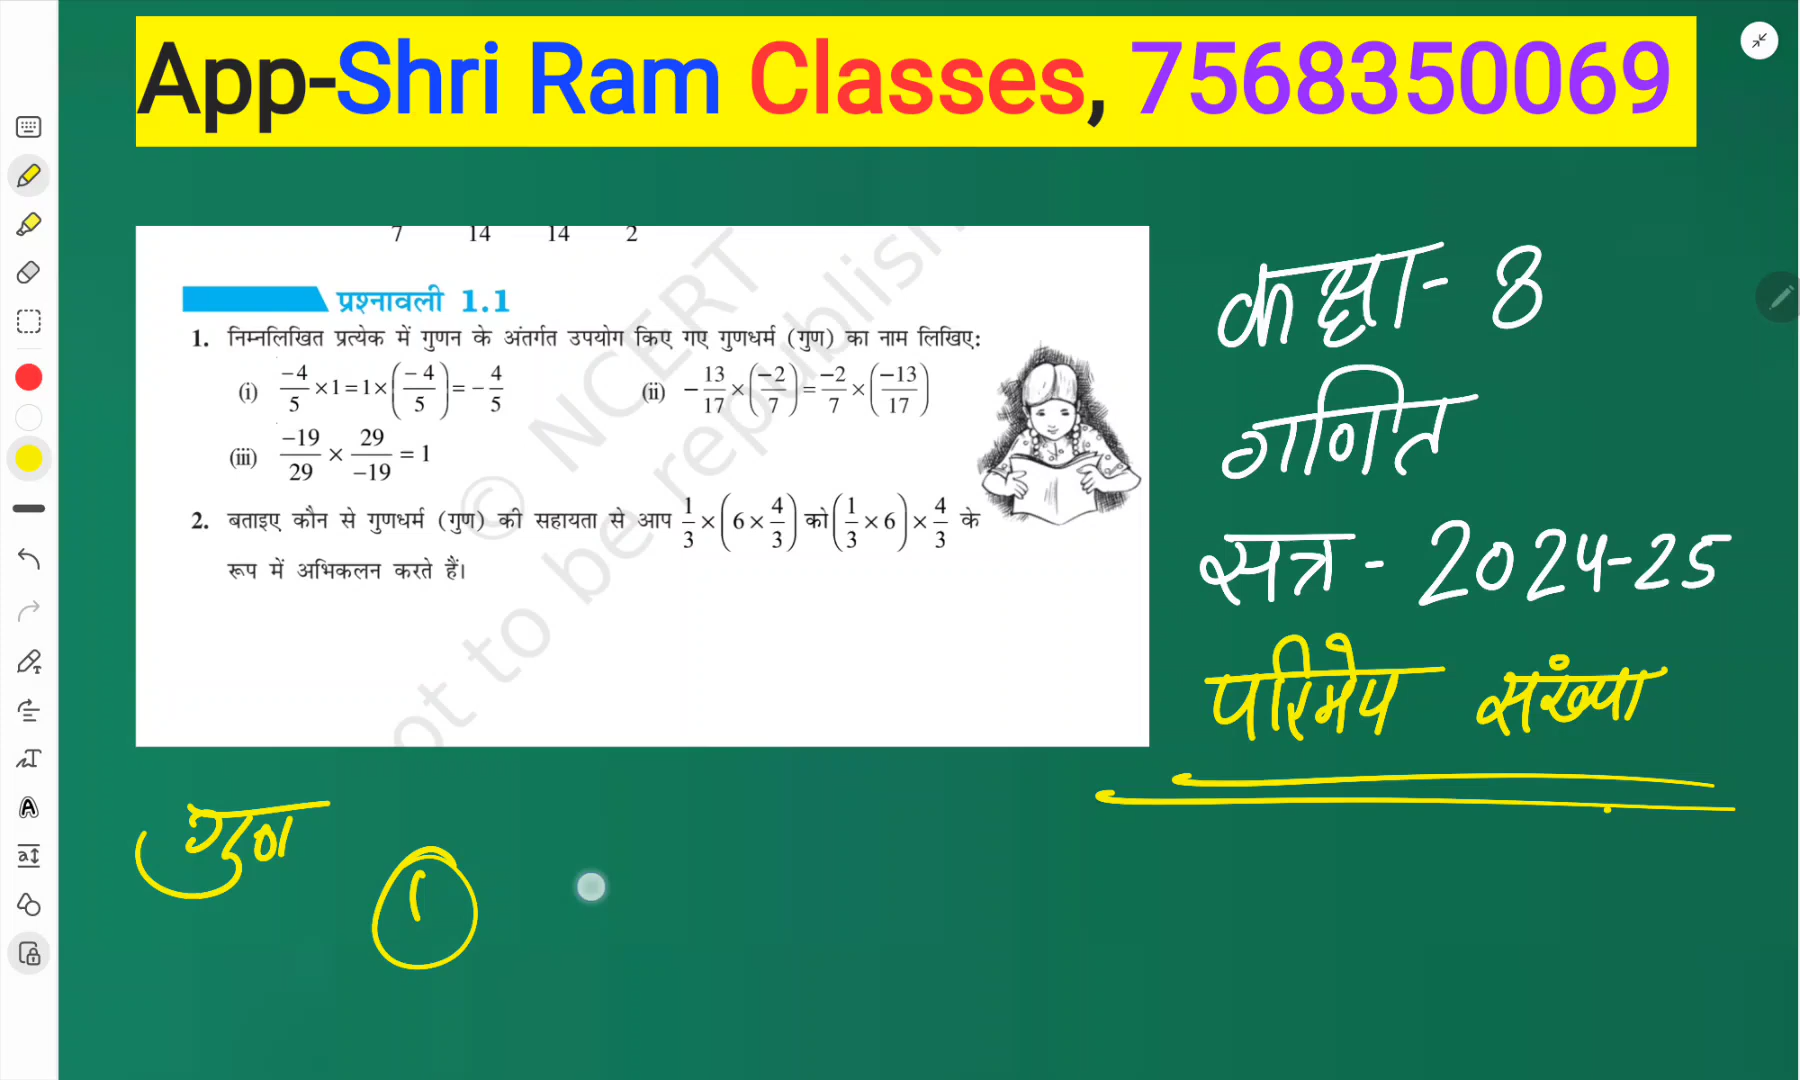 App-Shri Ram Classes, 7568350069
7 14 14 2
प्रश्नावली 1.1
1. निम्नलिखित प्रत्येक में गुणन के अंतर्गत उपयोग किए गए गुणधर्म (गुण) का नाम लिखिए:
(i) -4/5 × 1 = 1 × (-4/5) = -4/5 (ii) -13/17 × (-2/7) = -2/7 × (-13/17)
(iii) -19/29 × 29/-19 = 1
2. बताइए कौन से गुणधर्म (गुण) की सहायता से आप 1/3 × (6 × 4/3) को (1/3 × 6) × 4/3 के
रूप में अभिकलन करते हैं।
© NCERT
not to be republish
कक्षा - 8
गणित
सत्र - 2024-25
परिमेय संख्या
गुण
1